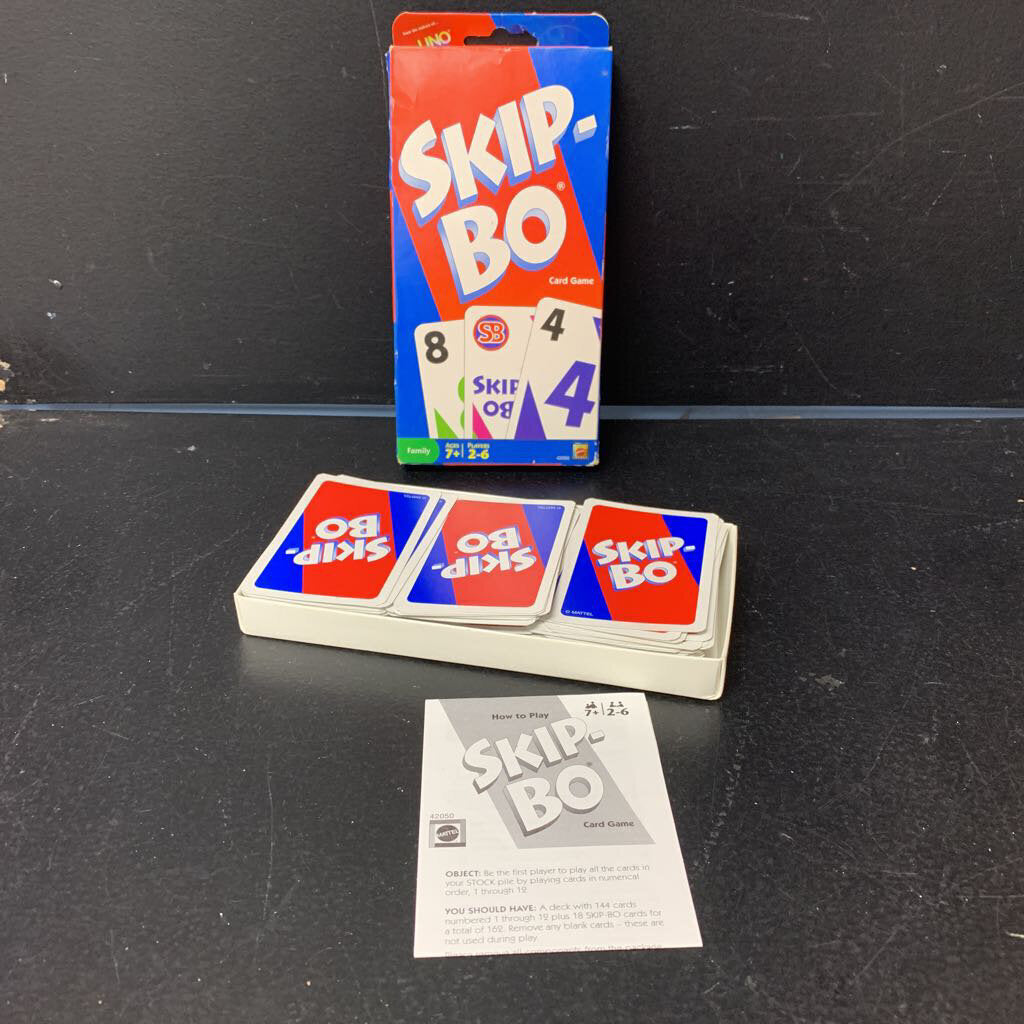 from the makers of...
UNO
SKIP-
BO®
Card Game
8
SB
SKIP
BO
4
4
Family
AGES
7+
PLAYERS
2-6
SKIP-
BO
SKIP-
BO
SKIP-
BO
© MATTEL
How to Play
7+ 2-6
SKIP-
BO®
Card Game
42050
MATTEL
OBJECT: Be the first player to play all the cards in
your STOCK pile by playing cards in numerical
order, 1 through 12.
YOU SHOULD HAVE: A deck with 144 cards
numbered 1 through 12 plus 18 SKIP-BO cards for
a total of 162. Remove any blank cards – these are
not used during play.